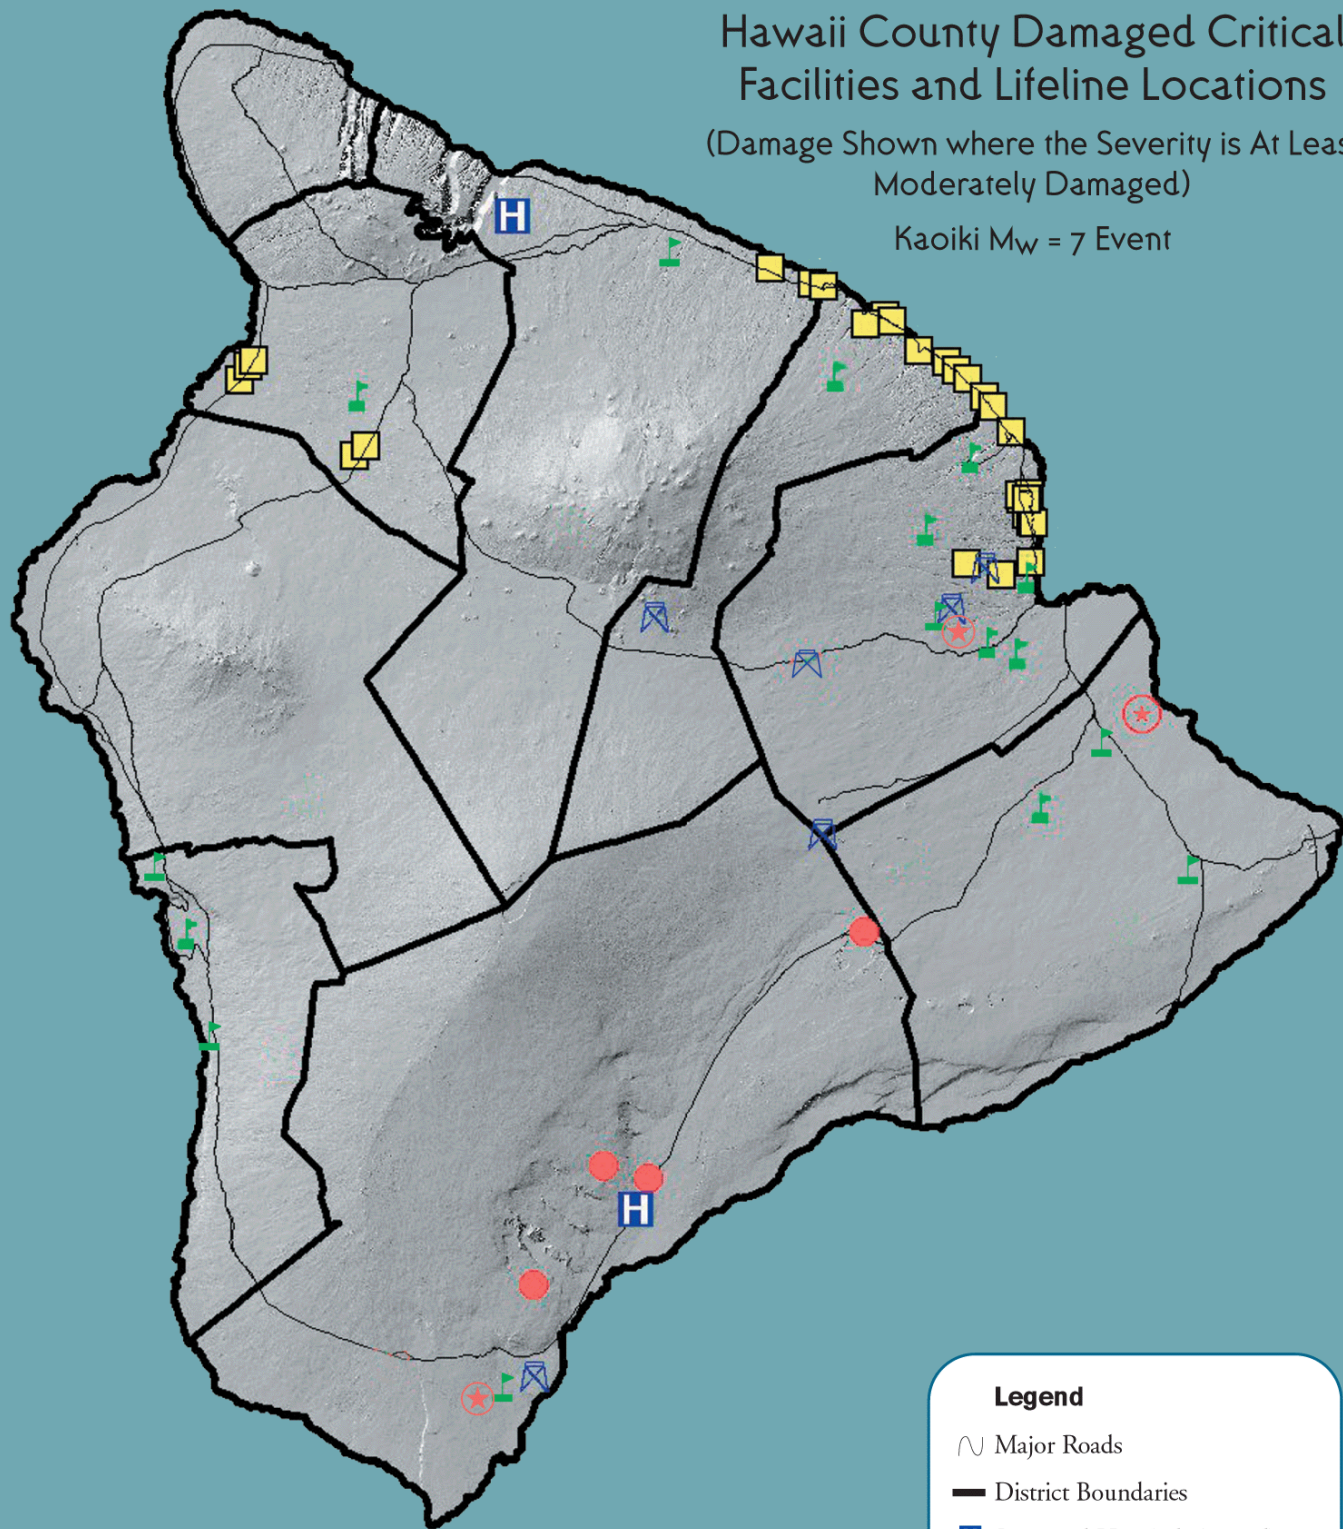 Hawaii County Damaged Critical
Facilities and Lifeline Locations
(Damage Shown where the Severity is At Leas
Moderately Damaged)
Kaoiki Mw = 7 Event
H
H
Legend
Major Roads
District Boundaries